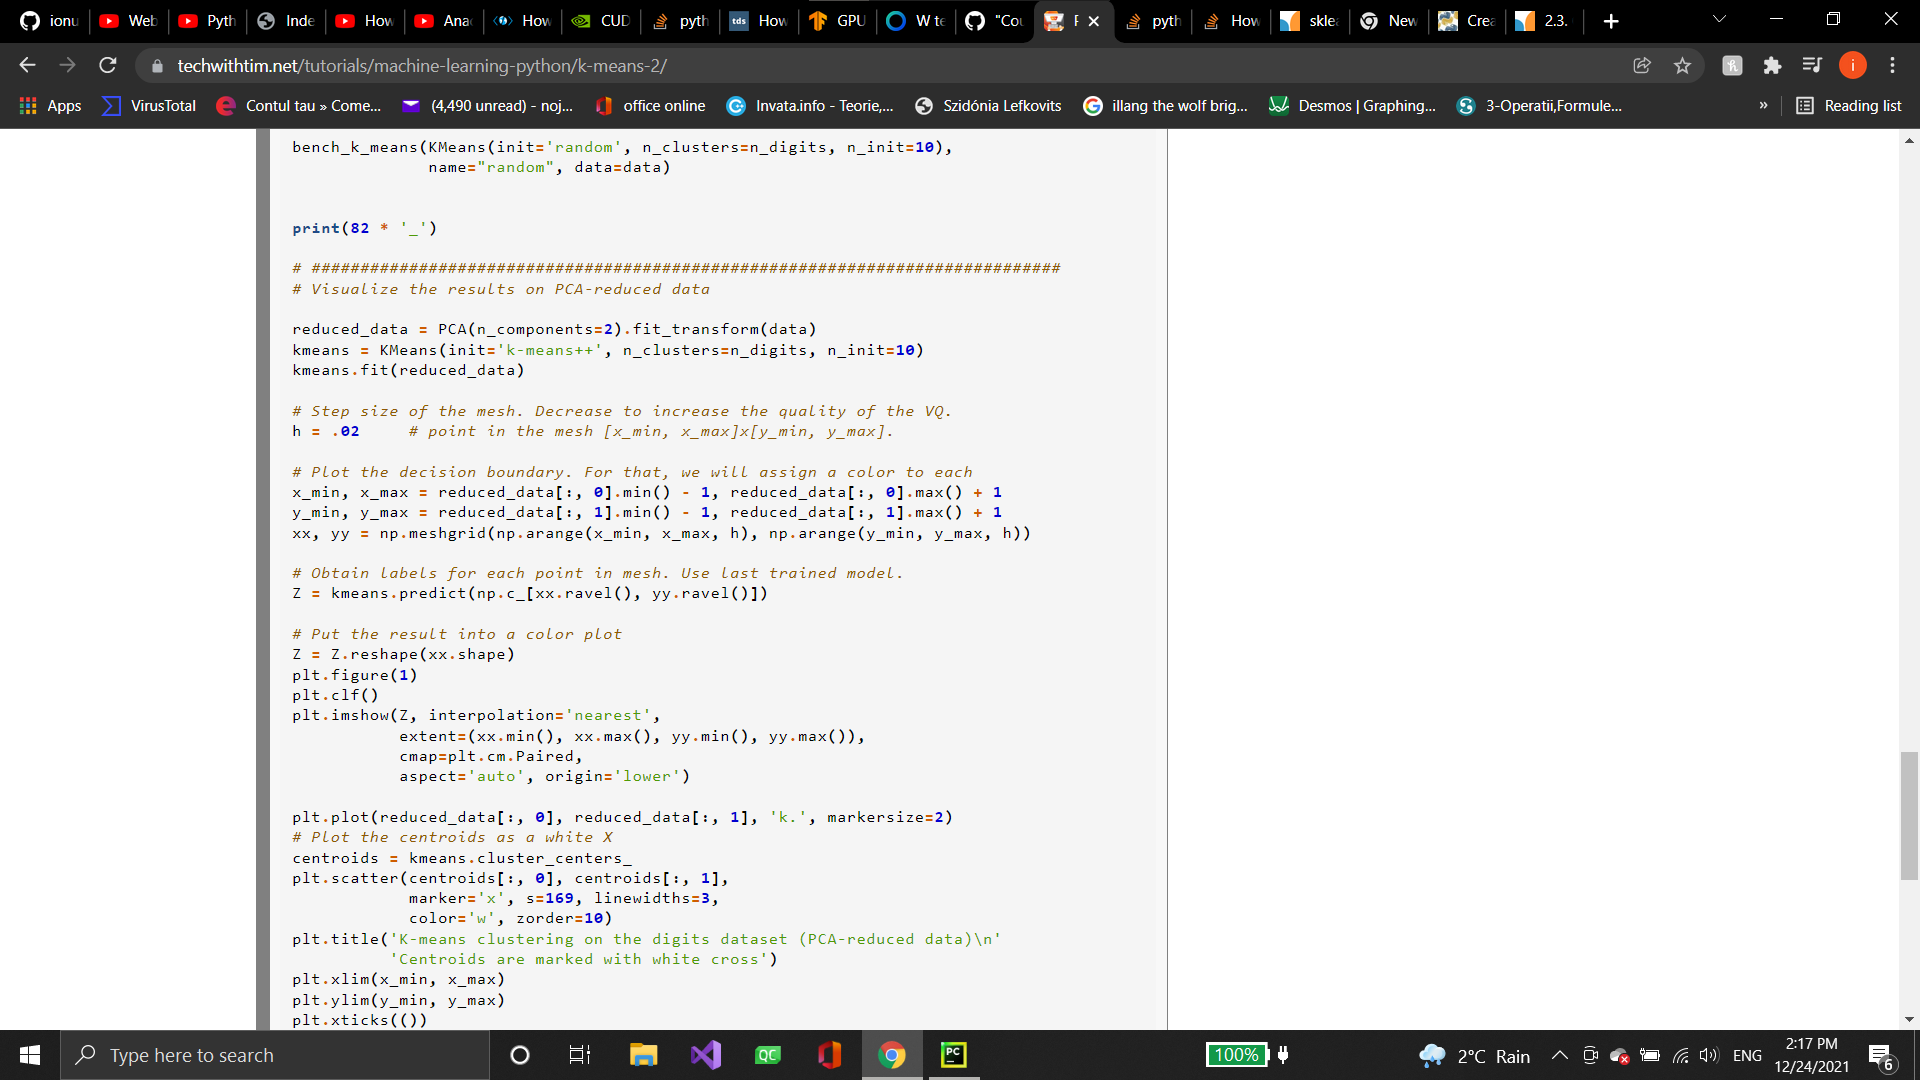 ionu
Web
Pyth
Inde
How
Anac
How
CUD
pyth
tds
How
GPU
W te
"Cou
pyth
How
skle
New
Crea
2.3.
techwithtim.net/tutorials/machine-learning-python/k-means-2/
i
Apps
VirusTotal
Contul tau » Come...
(4,490 unread) - noj...
office online
Invata.info - Teorie,...
Szidónia Lefkovits
illang the wolf brig...
Desmos | Graphing...
3-Operatii,Formule...
»
Reading list
bench_k_means(KMeans(init='random', n_clusters=n_digits, n_init=10),
              name="random", data=data)
print(82 * '_')
# #############################################################################
# Visualize the results on PCA-reduced data
reduced_data = PCA(n_components=2).fit_transform(data)
kmeans = KMeans(init='k-means++', n_clusters=n_digits, n_init=10)
kmeans.fit(reduced_data)
# Step size of the mesh. Decrease to increase the quality of the VQ.
h = .02     # point in the mesh [x_min, x_max]x[y_min, y_max].
# Plot the decision boundary. For that, we will assign a color to each
x_min, x_max = reduced_data[:, 0].min() - 1, reduced_data[:, 0].max() + 1
y_min, y_max = reduced_data[:, 1].min() - 1, reduced_data[:, 1].max() + 1
xx, yy = np.meshgrid(np.arange(x_min, x_max, h), np.arange(y_min, y_max, h))
# Obtain labels for each point in mesh. Use last trained model.
Z = kmeans.predict(np.c_[xx.ravel(), yy.ravel()])
# Put the result into a color plot
Z = Z.reshape(xx.shape)
plt.figure(1)
plt.clf()
plt.imshow(Z, interpolation='nearest',
           extent=(xx.min(), xx.max(), yy.min(), yy.max()),
           cmap=plt.cm.Paired,
           aspect='auto', origin='lower')
plt.plot(reduced_data[:, 0], reduced_data[:, 1], 'k.', markersize=2)
# Plot the centroids as a white X
centroids = kmeans.cluster_centers_
plt.scatter(centroids[:, 0], centroids[:, 1],
            marker='x', s=169, linewidths=3,
            color='w', zorder=10)
plt.title('K-means clustering on the digits dataset (PCA-reduced data)\n'
          'Centroids are marked with white cross')
plt.xlim(x_min, x_max)
plt.ylim(y_min, y_max)
plt.xticks(())
Type here to search
QC
PC
100%
2°C Rain
ENG
2:17 PM
12/24/2021
6